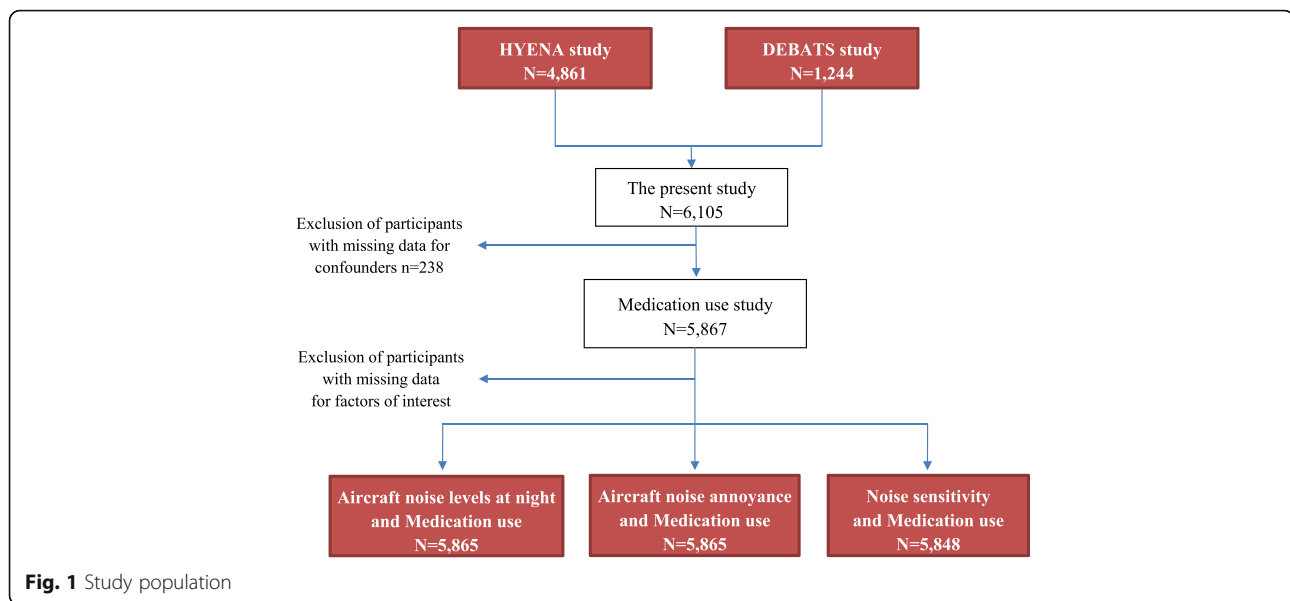 HYENA study
N=4,861
DEBATS study
N=1,244
The present study
N=6,105
Exclusion of participants
with missing data for
confounders n=238
Medication use study
N=5,867
Exclusion of participants
with missing data
for factors of interest
Aircraft noise levels at night
and Medication use
N=5,865
Aircraft noise annoyance
and Medication use
N=5,865
Noise sensitivity
and Medication use
N=5,848
Fig. 1 Study population